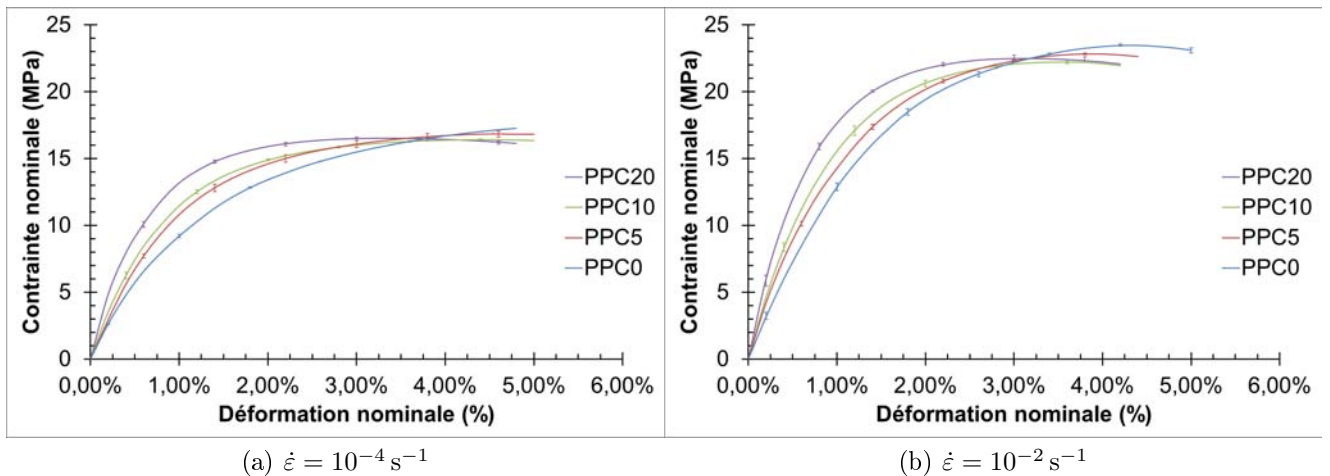 Contrainte nominale (MPa)
25
20
15
10
5
0
PPC20
PPC10
PPC5
PPC0
0,00% 1,00% 2,00% 3,00% 4,00% 5,00% 6,00%
Déformation nominale (%)
(a) ε̇ = 10⁻⁴ s⁻¹
Contrainte nominale (MPa)
25
20
15
10
5
0
PPC20
PPC10
PPC5
PPC0
0,00% 1,00% 2,00% 3,00% 4,00% 5,00% 6,00%
Déformation nominale (%)
(b) ε̇ = 10⁻² s⁻¹